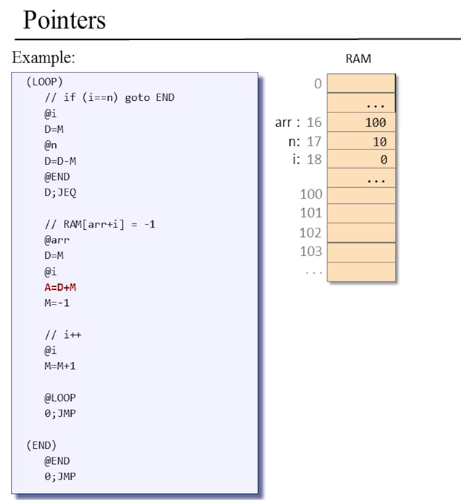 Pointers
Example:
(LOOP)
// if (i==n) goto END
@i
D=M
@n
D=D-M
@END
D;JEQ
// RAM[arr+i] = -1
@arr
D=M
@i
A=D+M
M=-1
// i++
@i
M=M+1
@LOOP
0;JMP
(END)
@END
0;JMP
RAM
0
...
arr : 16 100
n: 17 10
i: 18 0
...
100
101
102
103
...